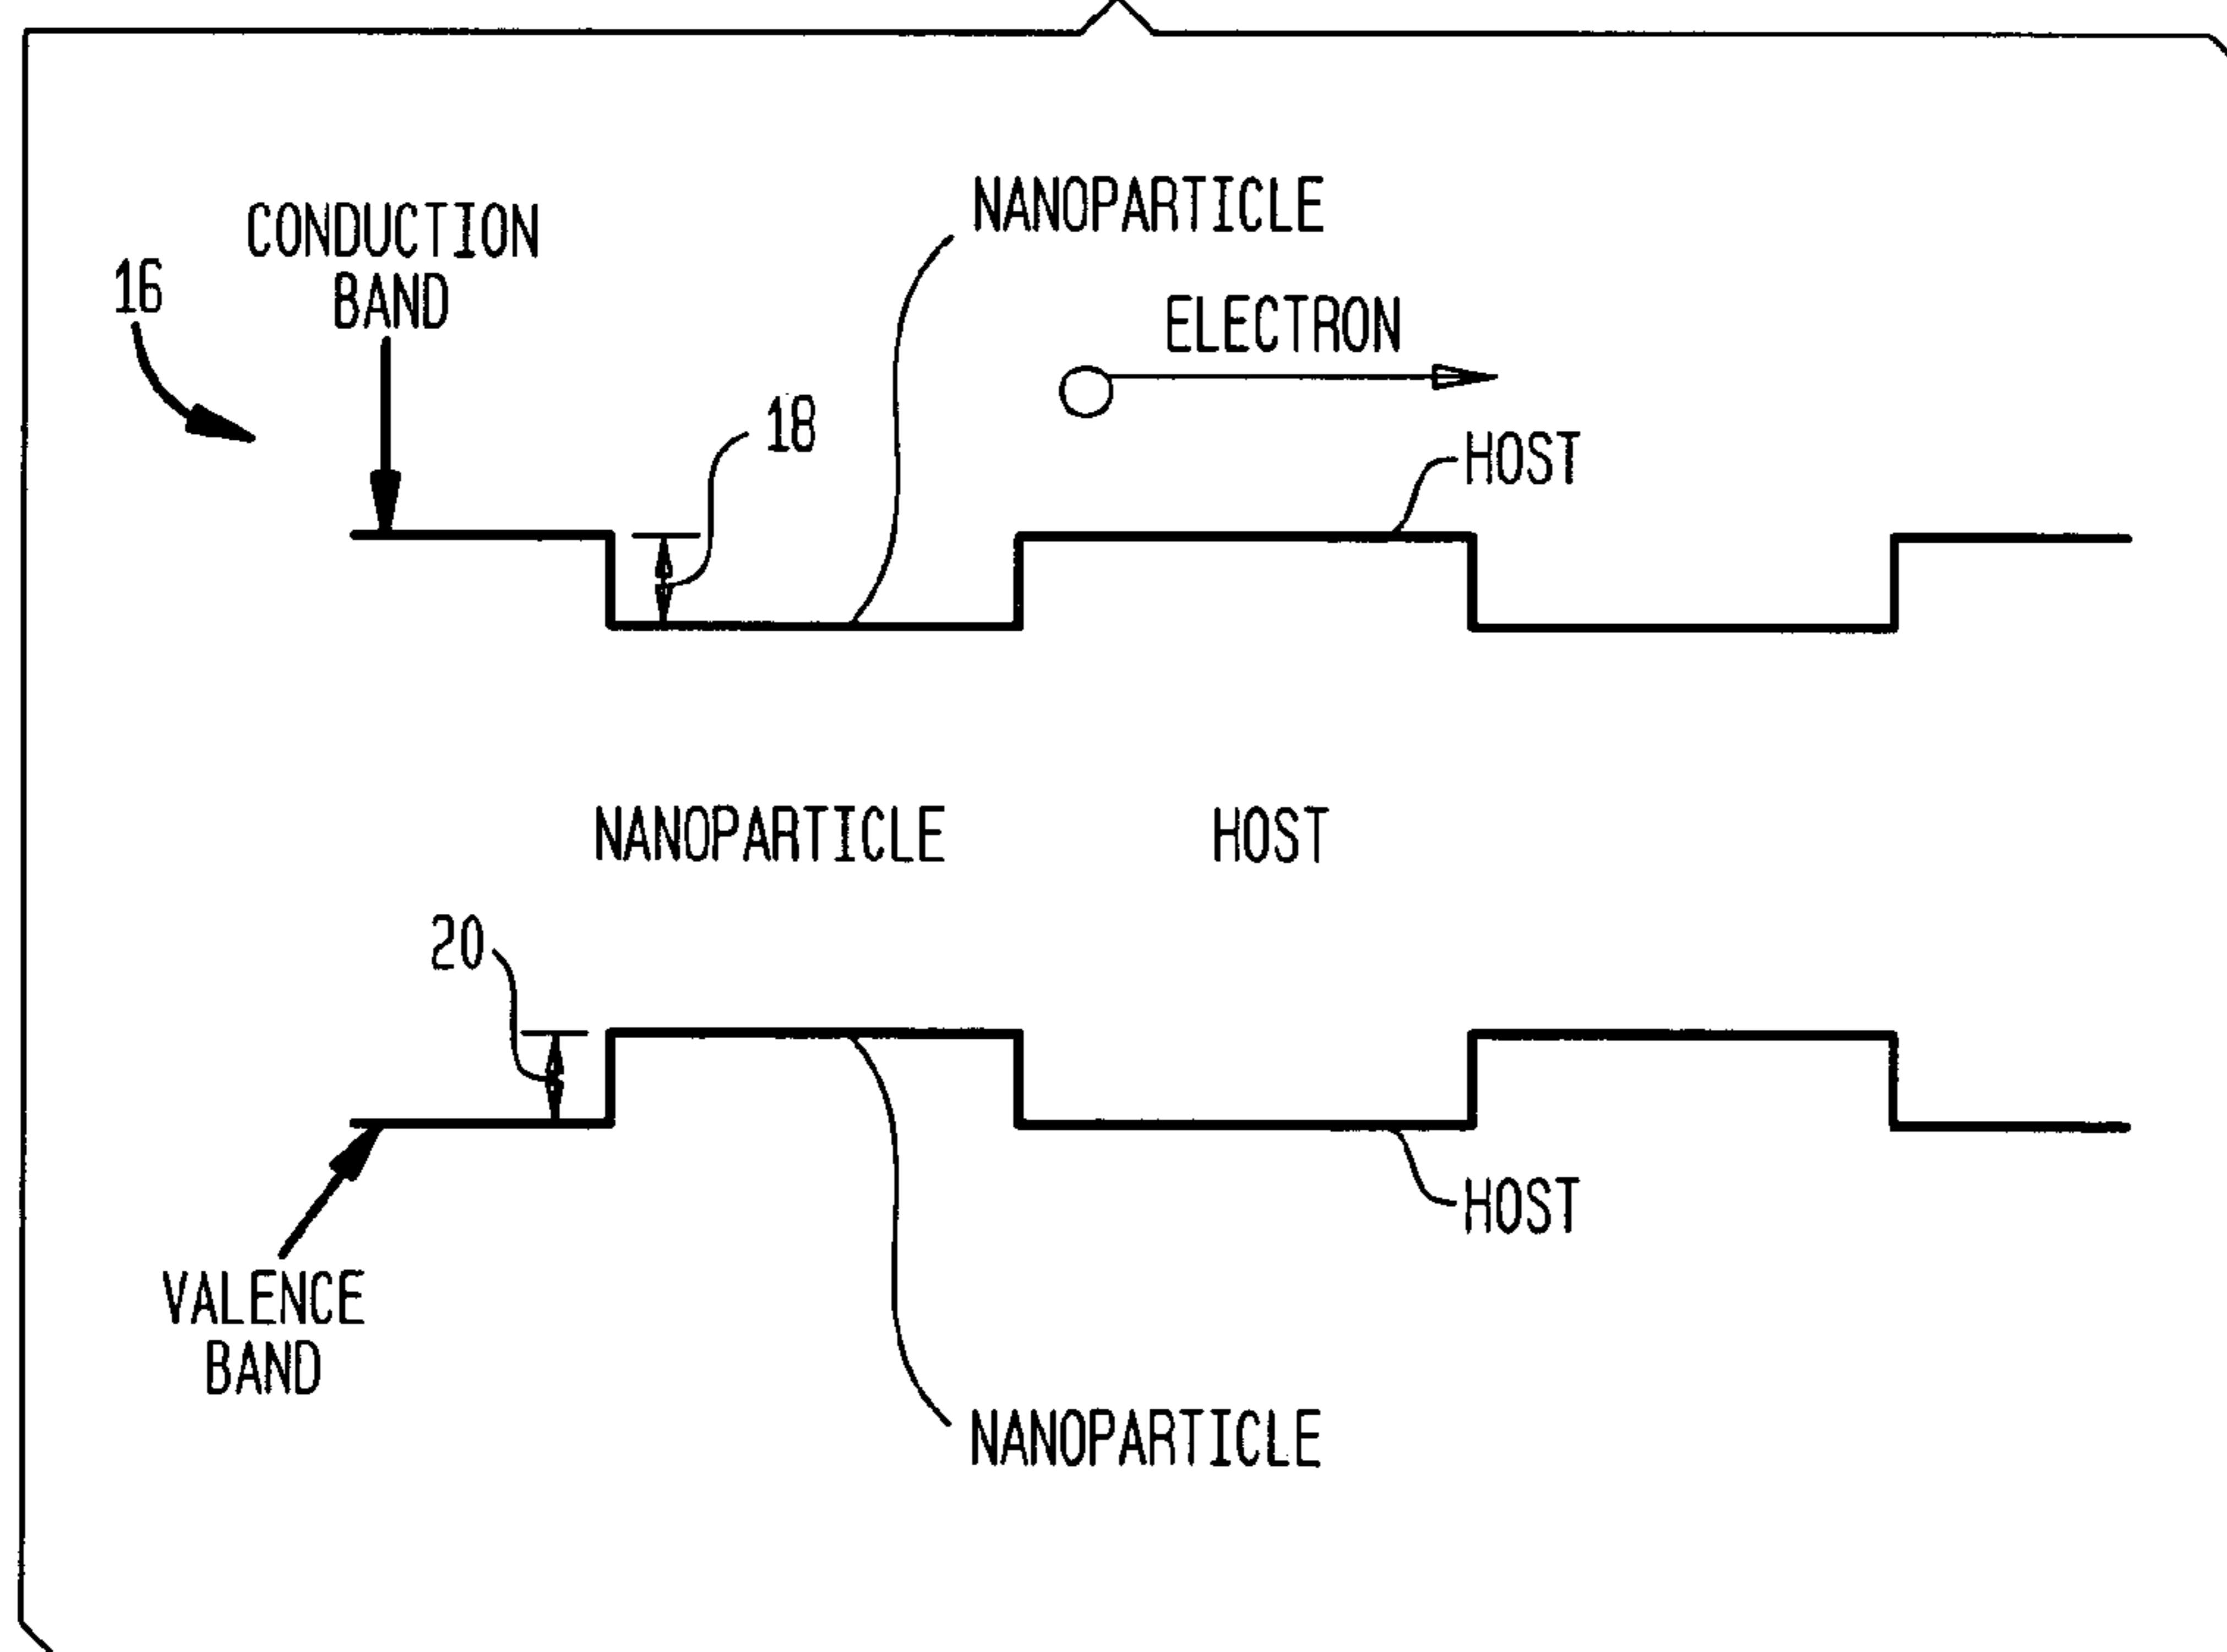 NANOPARTICLE
CONDUCTION
BAND
16
ELECTRON
18
HOST
NANOPARTICLE HOST
20
HOST
VALENCE
BAND
NANOPARTICLE